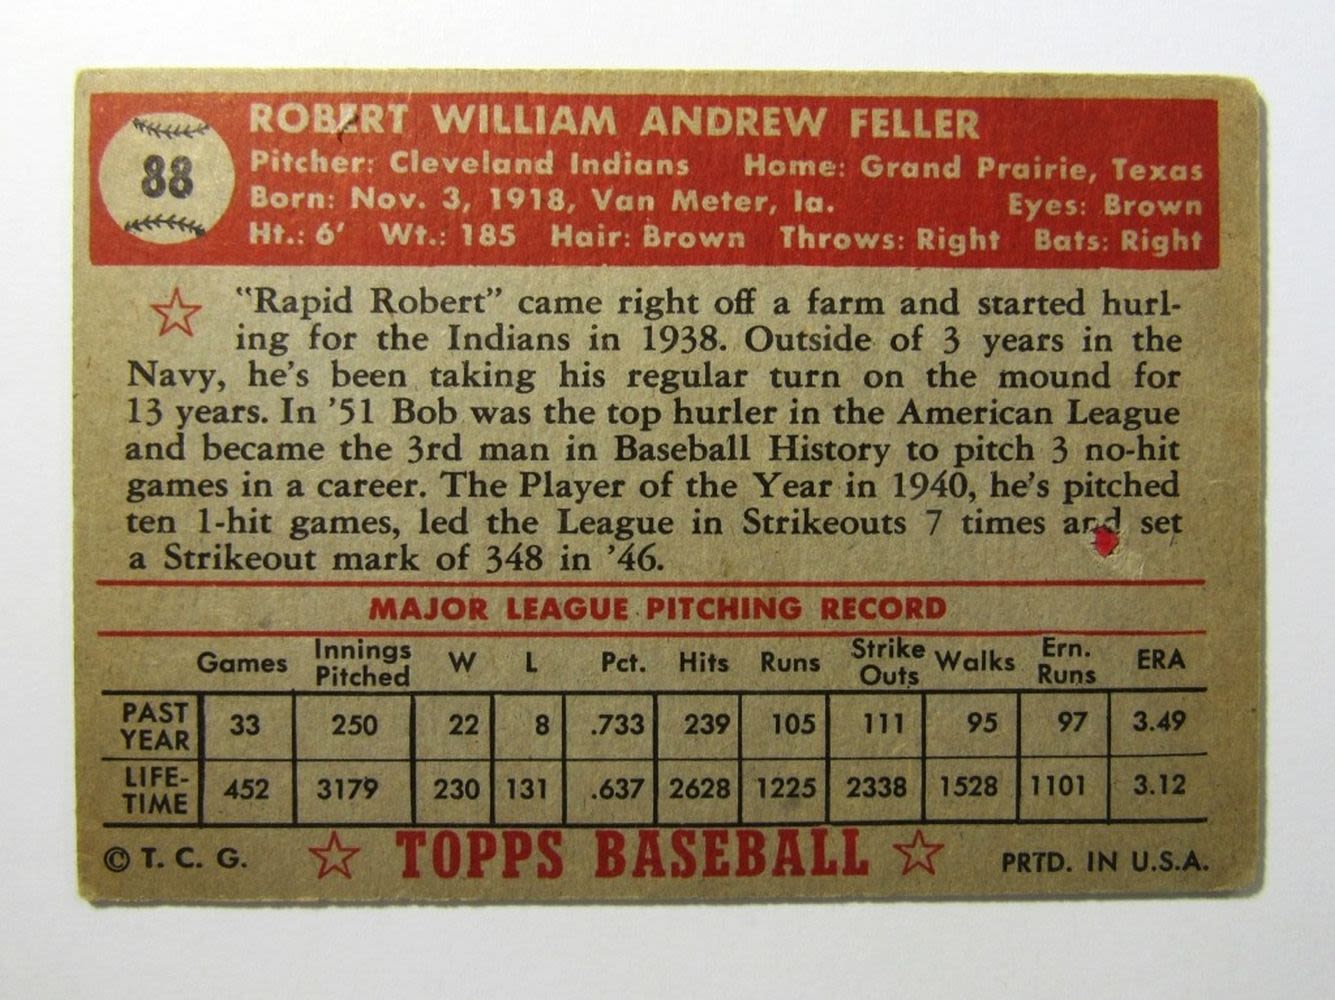 88
ROBERT WILLIAM ANDREW FELLER
Pitcher: Cleveland Indians Home: Grand Prairie, Texas
Born: Nov. 3, 1918, Van Meter, Ia. Eyes: Brown
Ht.: 6' Wt.: 185 Hair: Brown Throws: Right Bats: Right
"Rapid Robert" came right off a farm and started hurl-
ing for the Indians in 1938. Outside of 3 years in the
Navy, he's been taking his regular turn on the mound for
13 years. In '51 Bob was the top hurler in the American League
and became the 3rd man in Baseball History to pitch 3 no-hit
games in a career. The Player of the Year in 1940, he's pitched
ten 1-hit games, led the League in Strikeouts 7 times and set
a Strikeout mark of 348 in '46.
MAJOR LEAGUE PITCHING RECORD
Games Innings Pitched W L Pct. Hits Runs Strike Outs Walks Ern. Runs ERA
PAST YEAR 33 250 22 8 .733 239 105 111 95 97 3.49
LIFE-TIME 452 3179 230 131 .637 2628 1225 2338 1528 1101 3.12
© T. C. G. TOPPS BASEBALL PRTD. IN U.S.A.